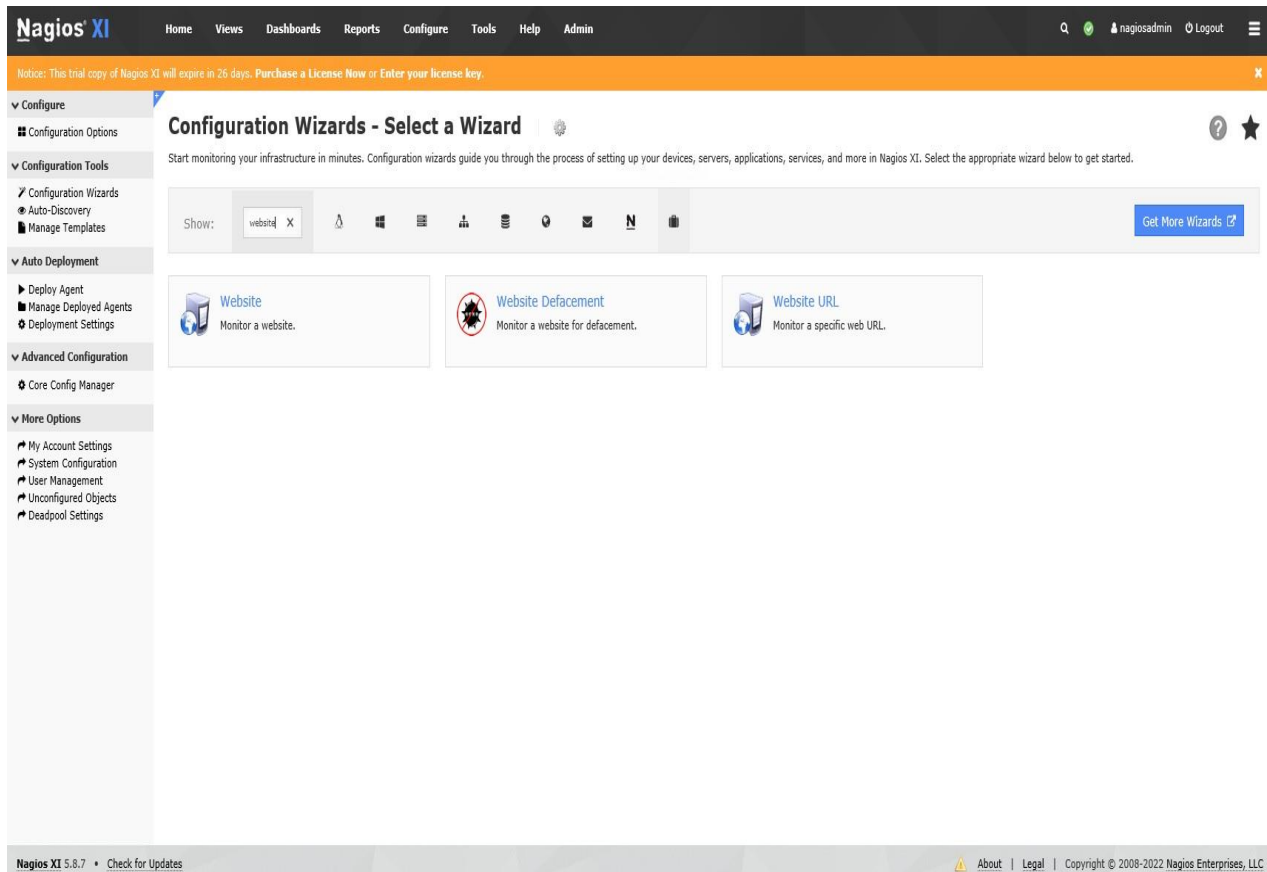 Nagios® XI
Home Views Dashboards Reports Configure Tools Help Admin
nagiosadmin Logout
Notice: This trial copy of Nagios XI will expire in 26 days. Purchase a License Now or Enter your license key.
Configure
Configuration Options
Configuration Tools
Configuration Wizards
Auto-Discovery
Manage Templates
Auto Deployment
Deploy Agent
Manage Deployed Agents
Deployment Settings
Advanced Configuration
Core Config Manager
More Options
My Account Settings
System Configuration
User Management
Unconfigured Objects
Deadpool Settings
Configuration Wizards - Select a Wizard
Start monitoring your infrastructure in minutes. Configuration wizards guide you through the process of setting up your devices, servers, applications, services, and more in Nagios XI. Select the appropriate wizard below to get started.
Show: website X N Get More Wizards
Website
Monitor a website.
Website Defacement
Monitor a website for defacement.
Website URL
Monitor a specific web URL.
Nagios XI 5.8.7 • Check for Updates
About | Legal | Copyright © 2008-2022 Nagios Enterprises, LLC